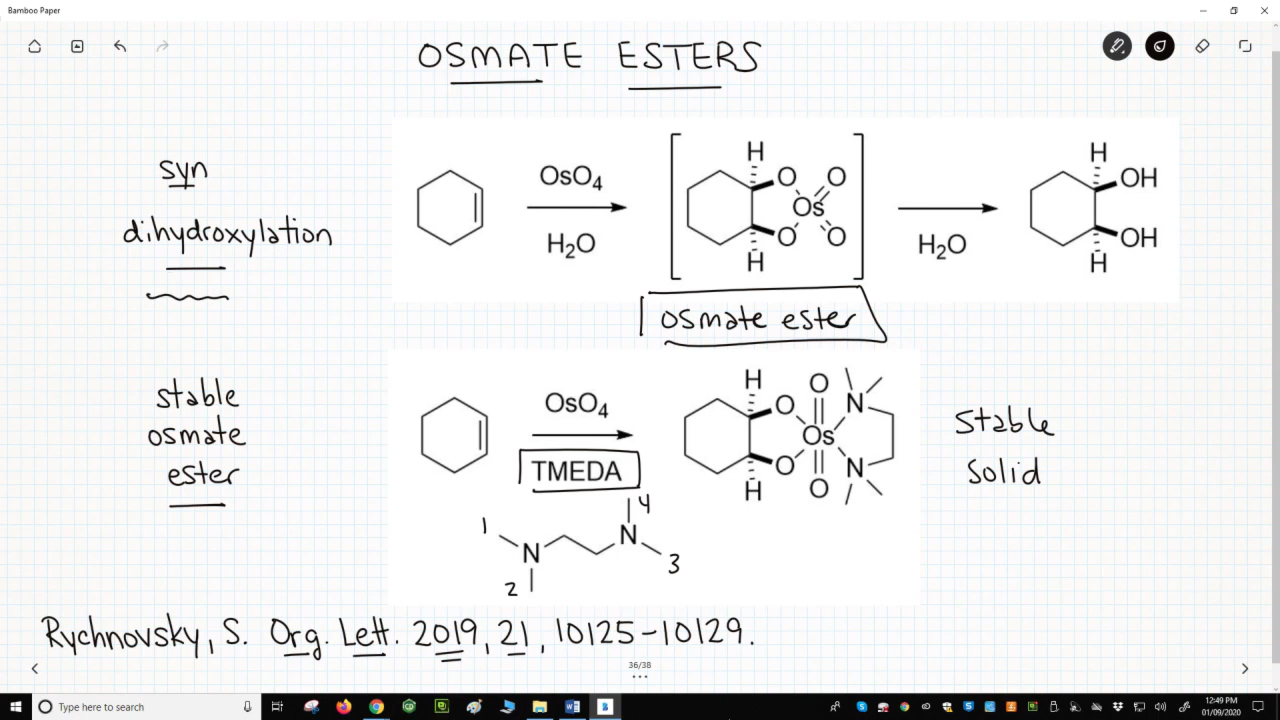 Bamboo Paper
OSMATE ESTERS
syn
dihydroxylation
OsO4
H2O
H
H
O
O
Os
O
O
H2O
H
OH
OH
H
osmate ester
stable
osmate
ester
OsO4
TMEDA
1
2
N
N
4
3
H
H
O
O
Os
O
O
N
N
Stable
Solid
Rychnovsky, S. Org. Lett. 2019, 21, 10125-10129.
36/38
Type here to search
12:49 PM
01/09/2020